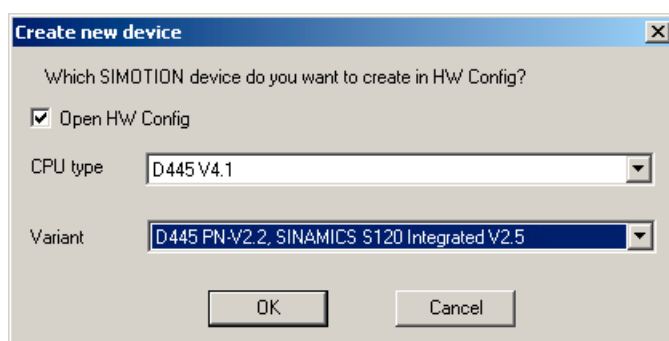 Create new device
Which SIMOTION device do you want to create in HW Config?
Open HW Config
CPU type D445 V4.1
Variant D445 PN-V2.2, SINAMICS S120 Integrated V2.5
OK Cancel